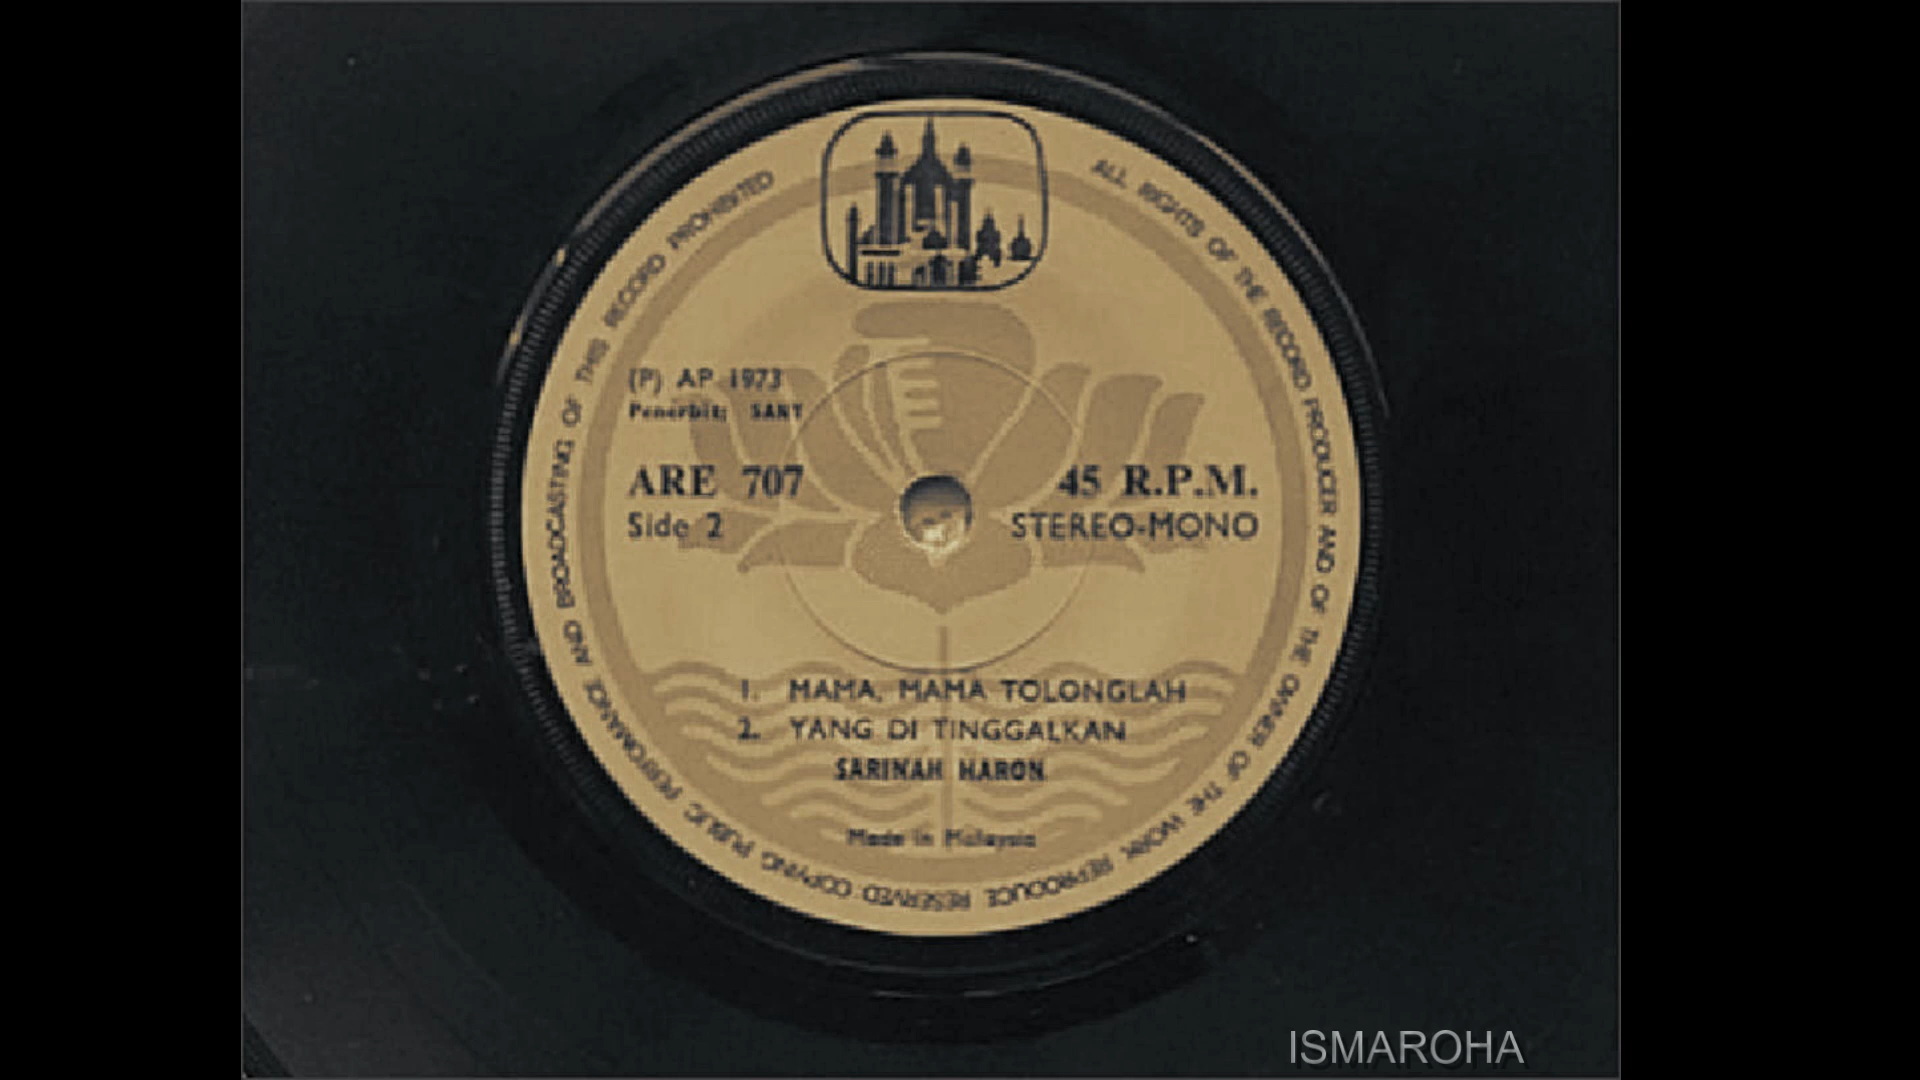 ALL RIGHTS OF THE RECORD PRODUCER AND OF THE OWNER OF THE WORK REPRODUCE RESERVED COPYING PUBLIC PERFOMANCE AND BROADCASTING OF THIS RECORD PROHIBITED
(P) AP 1973
Penerbit; SANY
ARE 707
45 R.P.M.
Side 2
STEREO-MONO
1. MAMA, MAMA TOLONGLAH
2. YANG DI TINGGALKAN
SARINAH HARON
Made in Malaysia
ISMAROHA